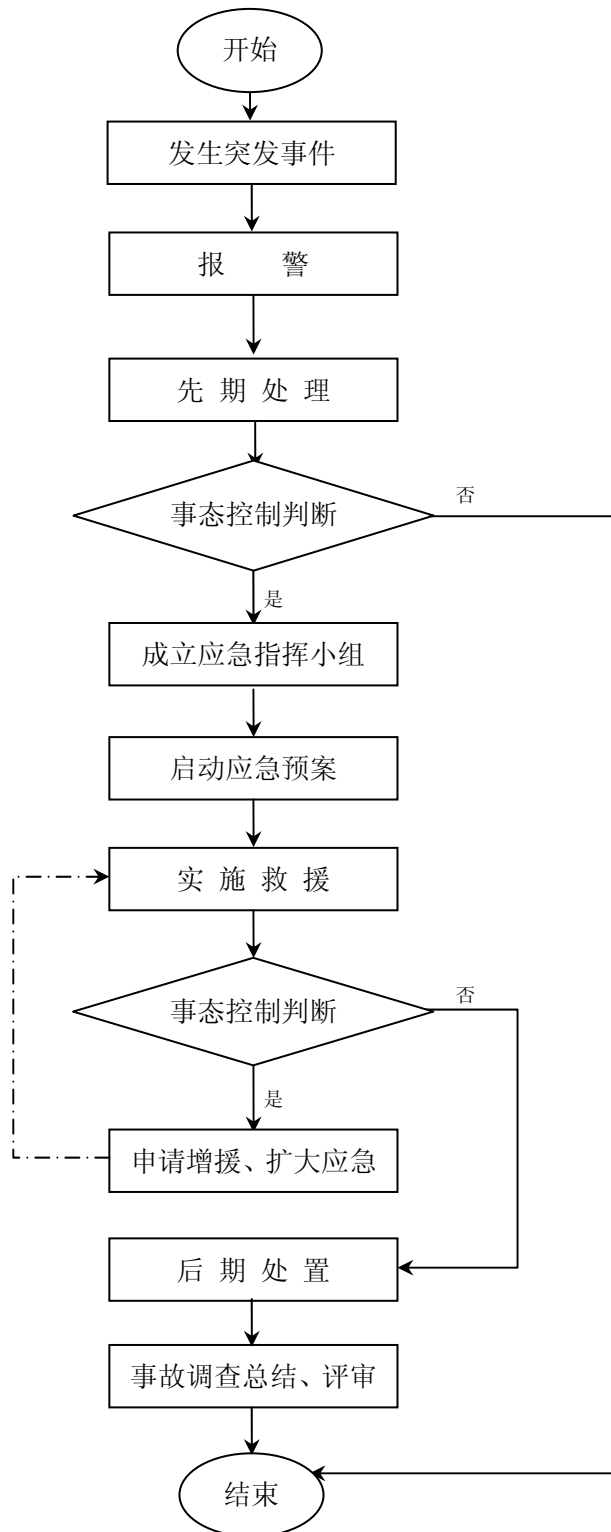 开始
发生突发事件
报 警
先 期 处 理
事态控制判断
否
是
成立应急指挥小组
启动应急预案
实 施 救 援
事态控制判断
否
是
申请增援、扩大应急
后 期 处 置
事故调查总结、评审
结束